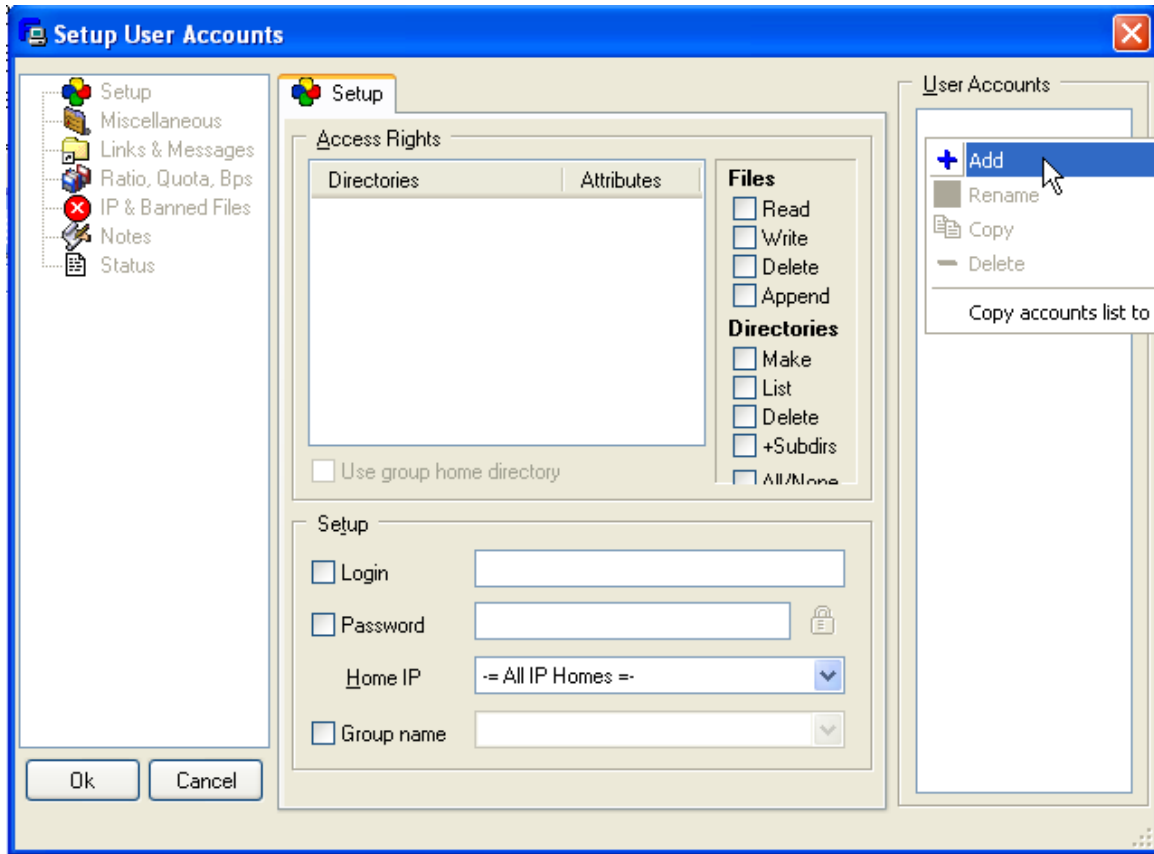 Setup User Accounts
Setup
Miscellaneous
Links & Messages
Ratio, Quota, Bps
IP & Banned Files
Notes
Status
Ok
Cancel
Setup
Access Rights
Directories
Attributes
Files
Read
Write
Delete
Append
Directories
Make
List
Delete
+Subdirs
All/None
Use group home directory
Setup
Login
Password
Home IP
-= All IP Homes =-
Group name
User Accounts
Add
Rename
Copy
Delete
Copy accounts list to